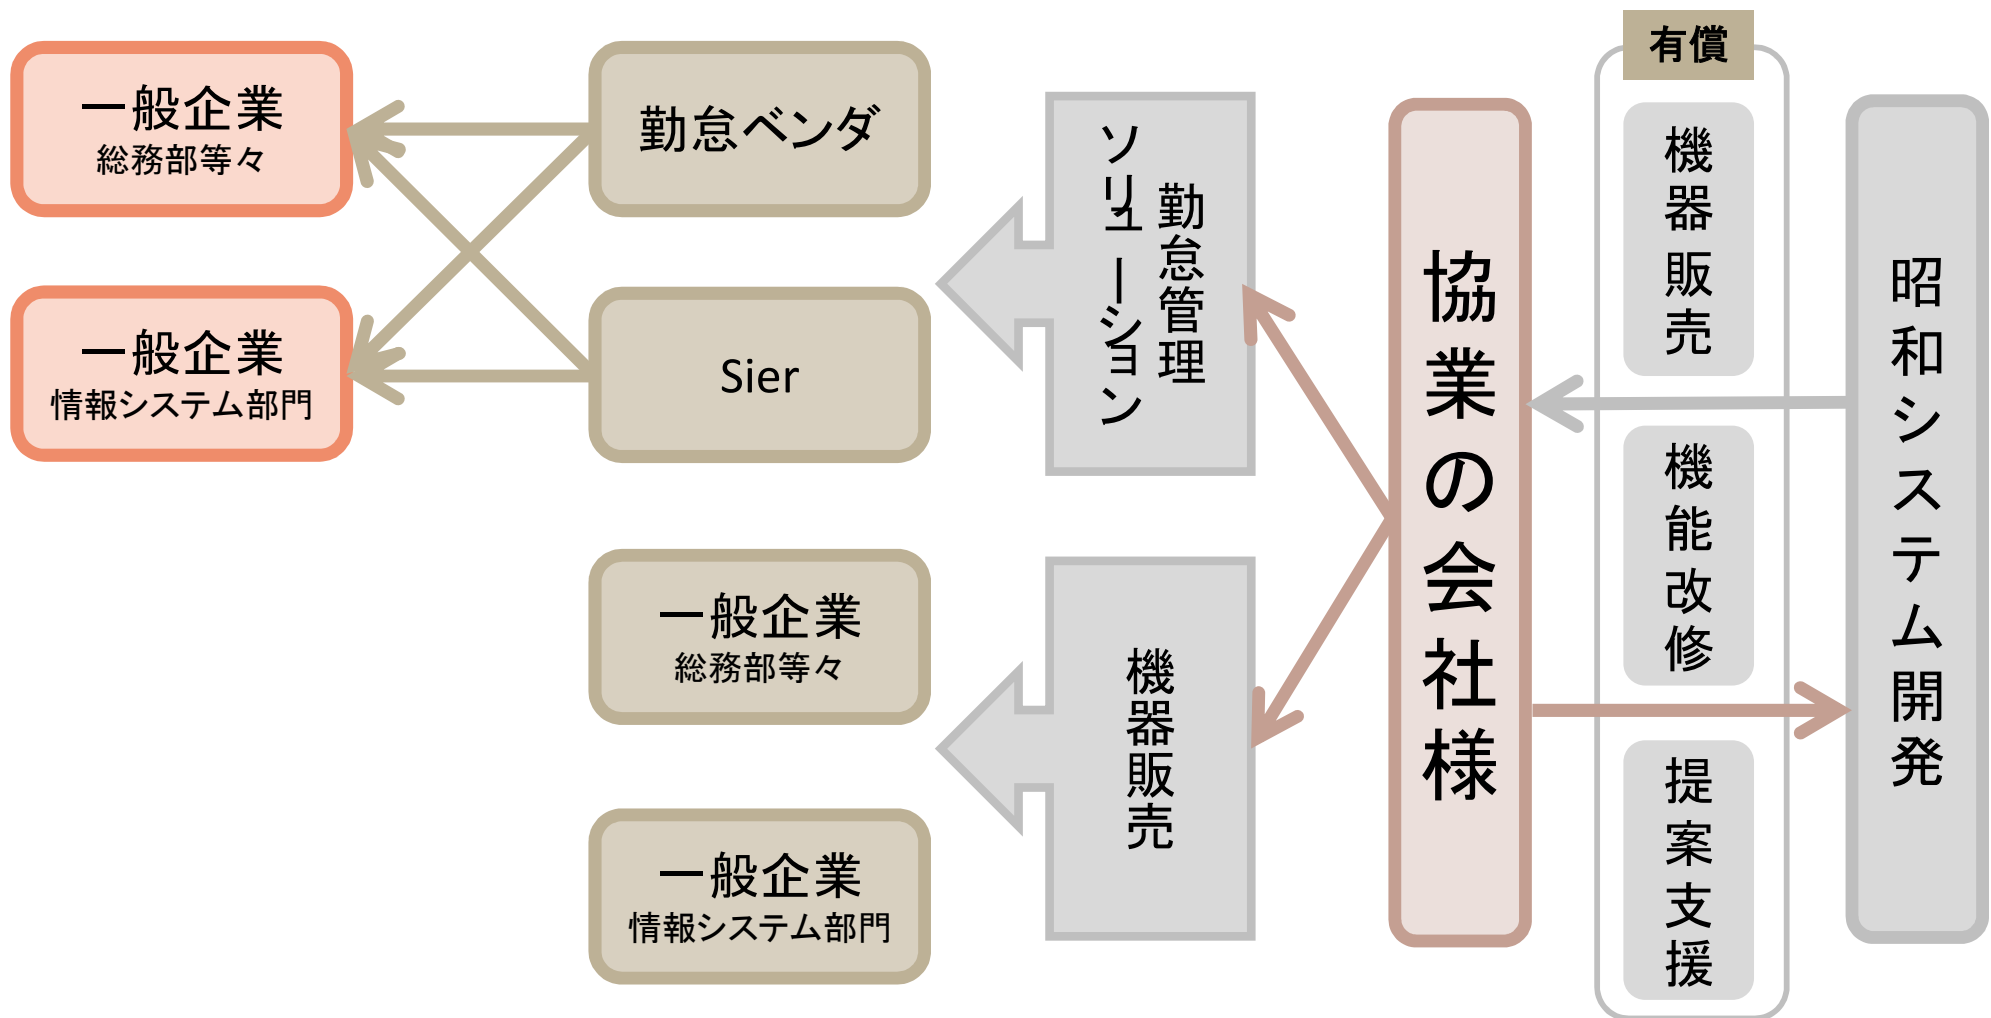 一般企業
総務部等々
一般企業
情報システム部門
勤怠ベンダ
Sier
一般企業
総務部等々
一般企業
情報システム部門
勤怠管理
ソリューション
機器販売
協業の会社様
有償
機器販売
機能改修
提案支援
昭和システム開発